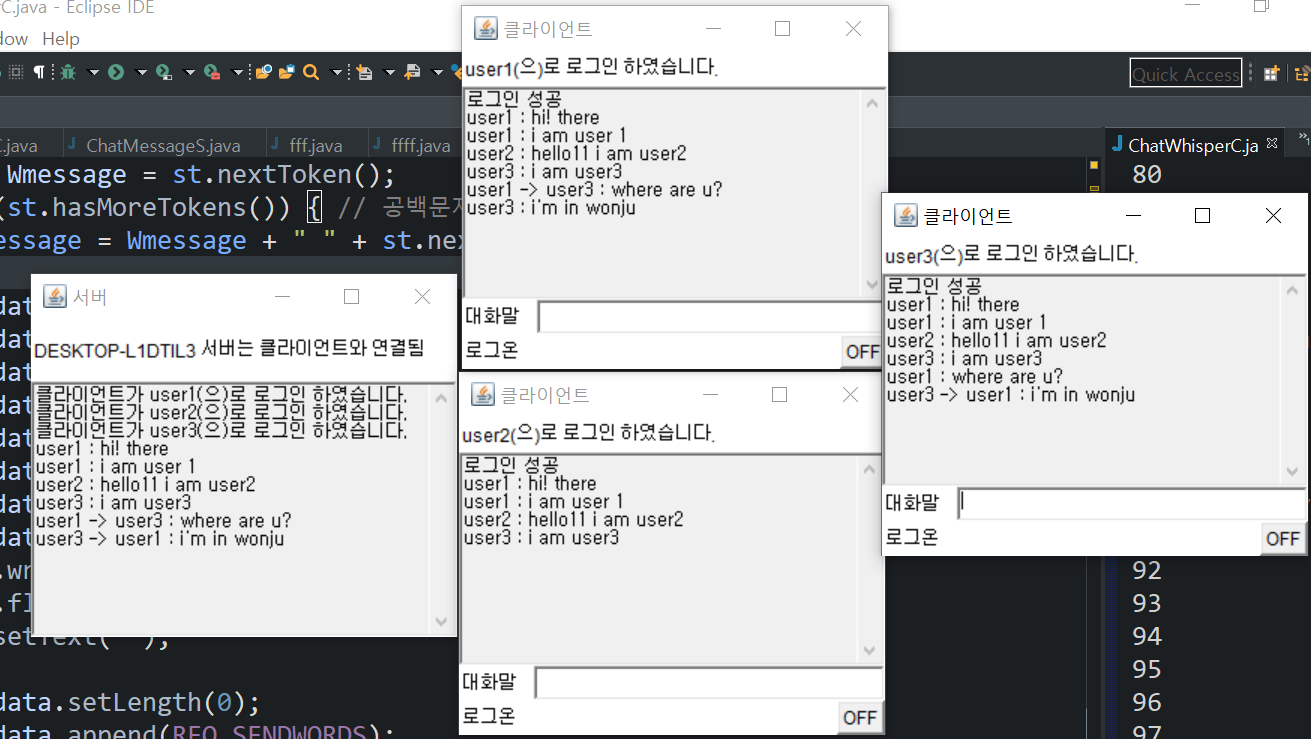 rC.java - Eclipse IDE
dow Help
Quick Access
C.java
ChatMessageS.java
fff.java
ffff.java
ChatWhisperC.ja
Wmessage = st.nextToken();
(st.hasMoreTokens()) { // 공백문자
essage = Wmessage + " " + st.ne
dat
dat
dat
dat
dat
dat
dat
dat
.wr
.fl
setText(" ");
data.setLength(0);
data.append(REQ_SENDWORDS);
80
92
93
94
95
96
97
서버
DESKTOP-L1DTIL3 서버는 클라이언트와 연결됨
클라이언트가 user1(으)로 로그인 하였습니다.
클라이언트가 user2(으)로 로그인 하였습니다.
클라이언트가 user3(으)로 로그인 하였습니다.
user1 : hi! there
user1 : i am user 1
user2 : hello11 i am user2
user3 : i am user3
user1 -> user3 : where are u?
user3 -> user1 : i'm in wonju
클라이언트
user1(으)로 로그인 하였습니다.
로그인 성공
user1 : hi! there
user1 : i am user 1
user2 : hello11 i am user2
user3 : i am user3
user1 -> user3 : where are u?
user3 : i'm in wonju
대화말
로그온
OFF
클라이언트
user2(으)로 로그인 하였습니다.
로그인 성공
user1 : hi! there
user1 : i am user 1
user2 : hello11 i am user2
user3 : i am user3
대화말
로그온
OFF
클라이언트
user3(으)로 로그인 하였습니다.
로그인 성공
user1 : hi! there
user1 : i am user 1
user2 : hello11 i am user2
user3 : i am user3
user1 : where are u?
user3 -> user1 : i'm in wonju
대화말
로그온
OFF